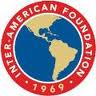 INTER-AMERICAN FOUNDATION
• 1969 •